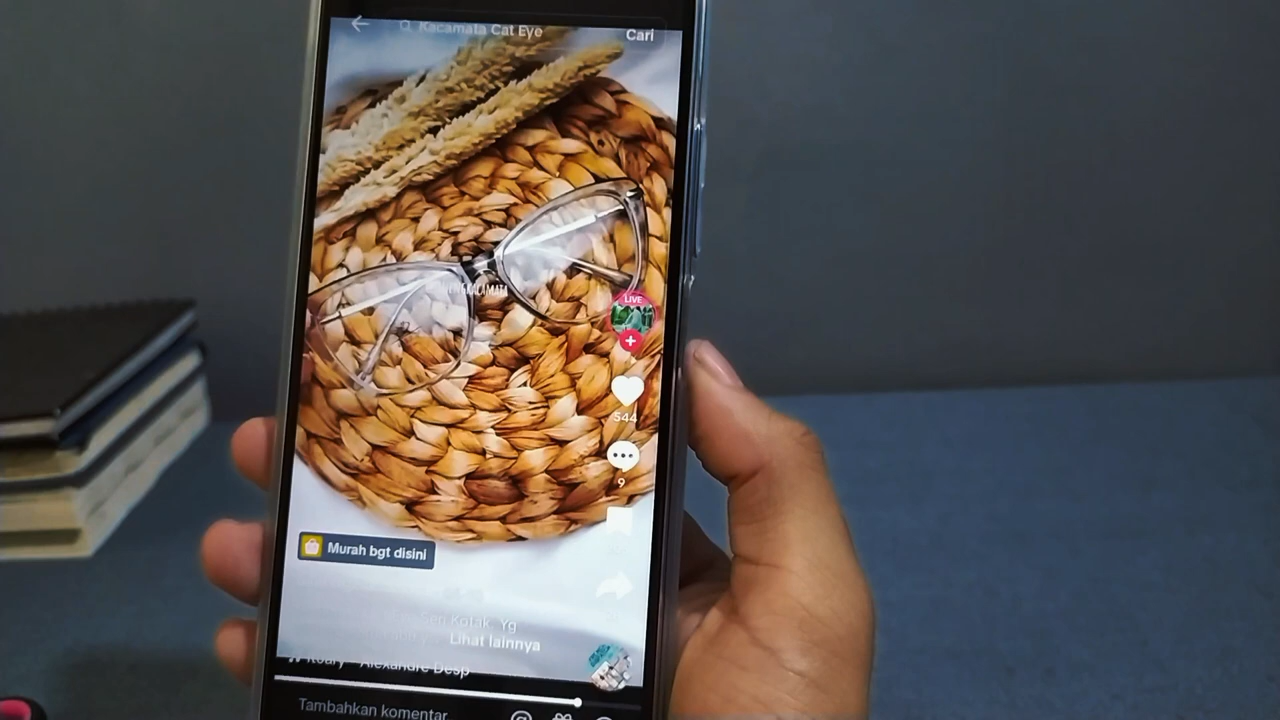 Kacamata Cat Eye
Cari
LIVE
544
9
Murah bgt disini
Kotak. Yg
Lihat lainnya
Alexandre Desp
Tambahkan komentar